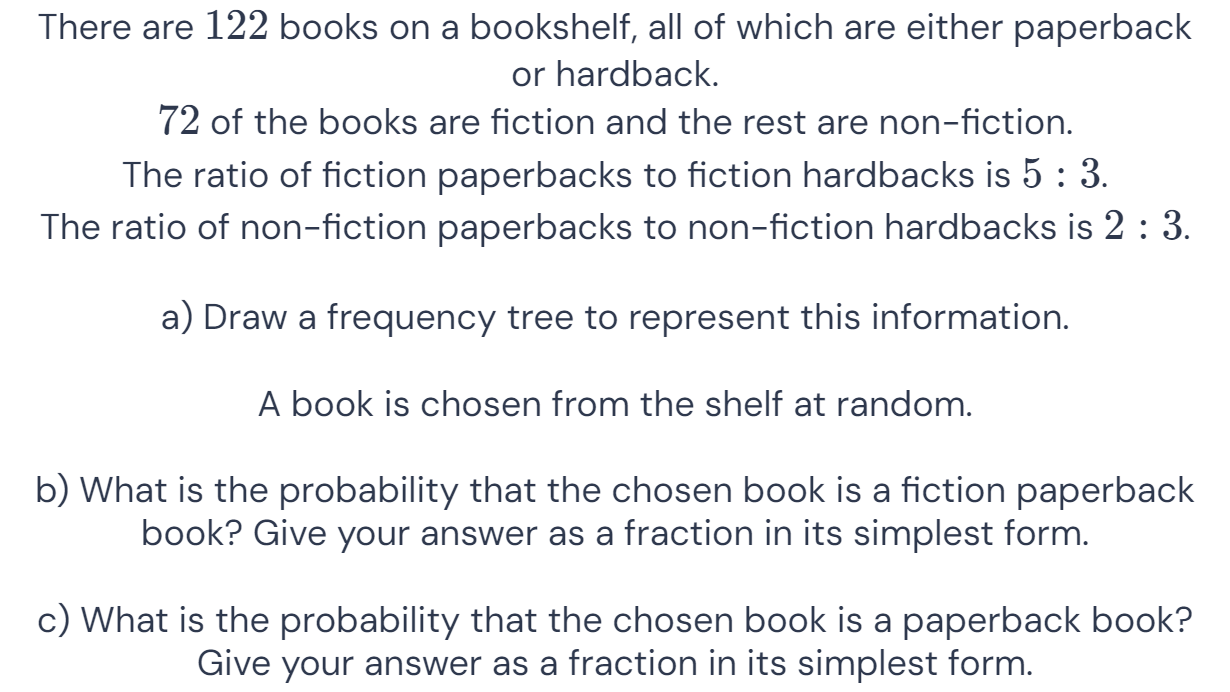 There are 122 books on a bookshelf, all of which are either paperback
or hardback.
72 of the books are fiction and the rest are non-fiction.
The ratio of fiction paperbacks to fiction hardbacks is 5 : 3.
The ratio of non-fiction paperbacks to non-fiction hardbacks is 2 : 3.
a) Draw a frequency tree to represent this information.
A book is chosen from the shelf at random.
b) What is the probability that the chosen book is a fiction paperback
book? Give your answer as a fraction in its simplest form.
c) What is the probability that the chosen book is a paperback book?
Give your answer as a fraction in its simplest form.